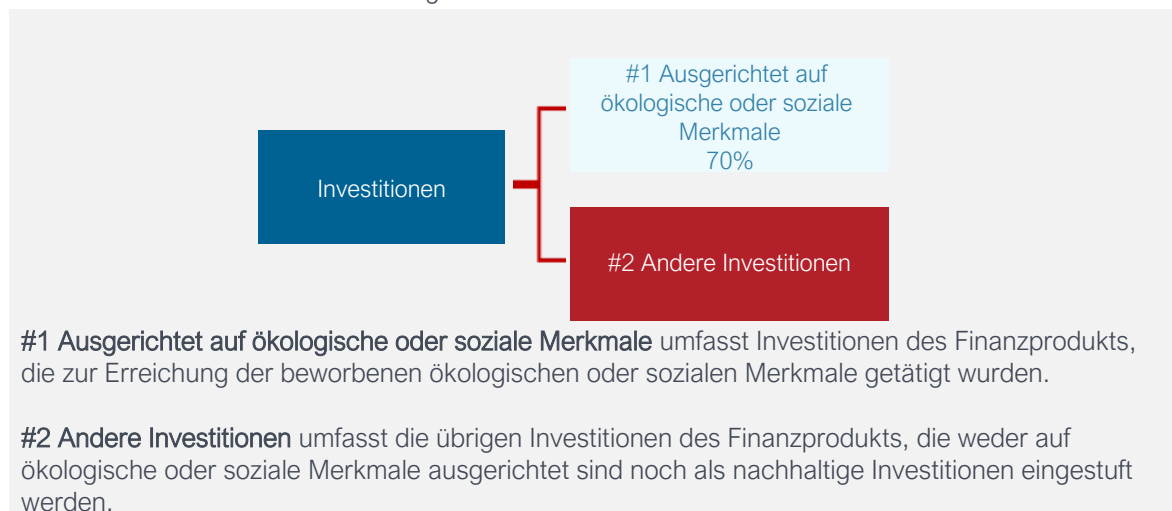 #1 Ausgerichtet auf
ökologische oder soziale
Merkmale
70%
Investitionen
#2 Andere Investitionen
#1 Ausgerichtet auf ökologische oder soziale Merkmale umfasst Investitionen des Finanzprodukts,
die zur Erreichung der beworbenen ökologischen oder sozialen Merkmale getätigt wurden.
#2 Andere Investitionen umfasst die übrigen Investitionen des Finanzprodukts, die weder auf
ökologische oder soziale Merkmale ausgerichtet sind noch als nachhaltige Investitionen eingestuft
werden.